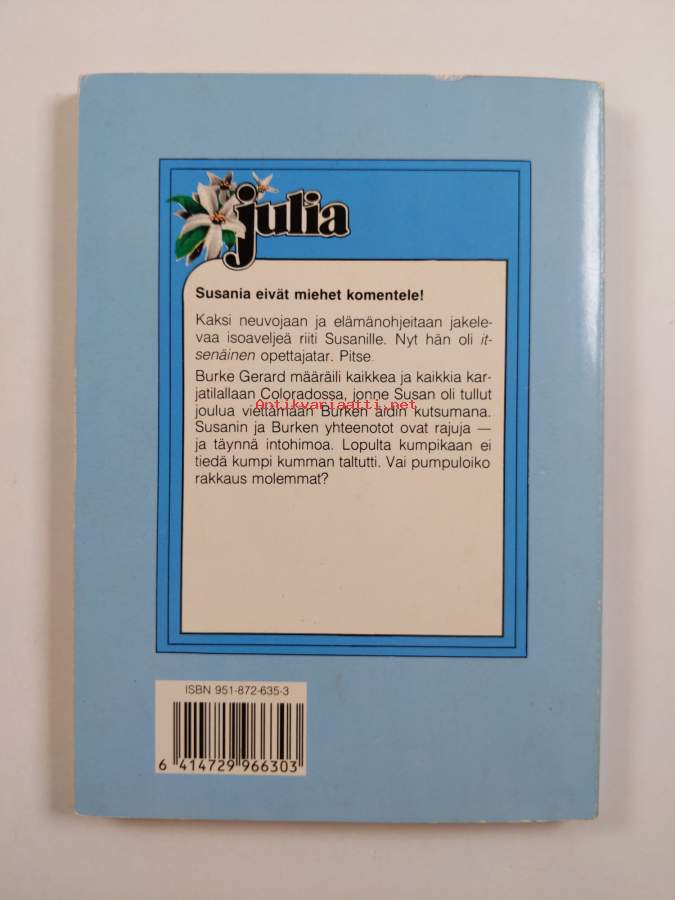 julia
Susania eivät miehet komentele!
Kaksi neuvojaan ja elämänohjeitaan jakele-
vaa isoaveljeä riiti Susanille. Nyt hän oli it-
senäinen opettajatar. Pitse.
Burke Gerard määräili kaikkea ja kaikkia kar-
jatilallaan Coloradossa, jonne Susan oli tullut
Antikvariaatti.net
joulua viettämään Burken äidin kutsumana.
Susanin ja Burken yhteenotot ovat rajuja —
ja täynnä intohimoa. Lopulta kumpikaan ei
tiedä kumpi kumman taltutti. Vai pumpuloiko
rakkaus molemmat?
ISBN 951-872-635-3
6 414729 966303